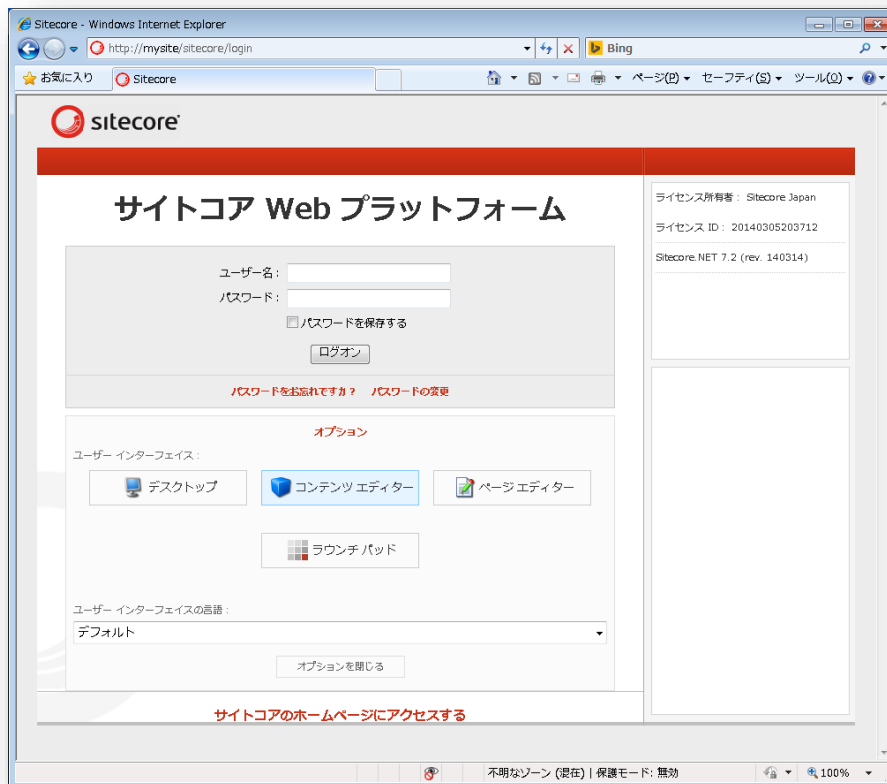 Sitecore - Windows Internet Explorer
http://mysite/sitecore/login
Bing
お気に入り
Sitecore
ページ(P)
セーフティ(S)
ツール(O)
sitecore
サイトコア Web プラットフォーム
ユーザー名 :
パスワード :
パスワードを保存する
ログオン
パスワードをお忘れですか ? パスワードの変更
オプション
ユーザー インターフェイス :
デスクトップ
コンテンツ エディター
ページ エディター
ラウンチ パッド
ユーザー インターフェイスの言語 :
デフォルト
オプションを閉じる
サイトコアのホームページにアクセスする
ライセンス所有者 : Sitecore Japan
ライセンス ID : 20140305203712
Sitecore.NET 7.2 (rev. 140314)
不明なゾーン (混在) | 保護モード: 無効
100%